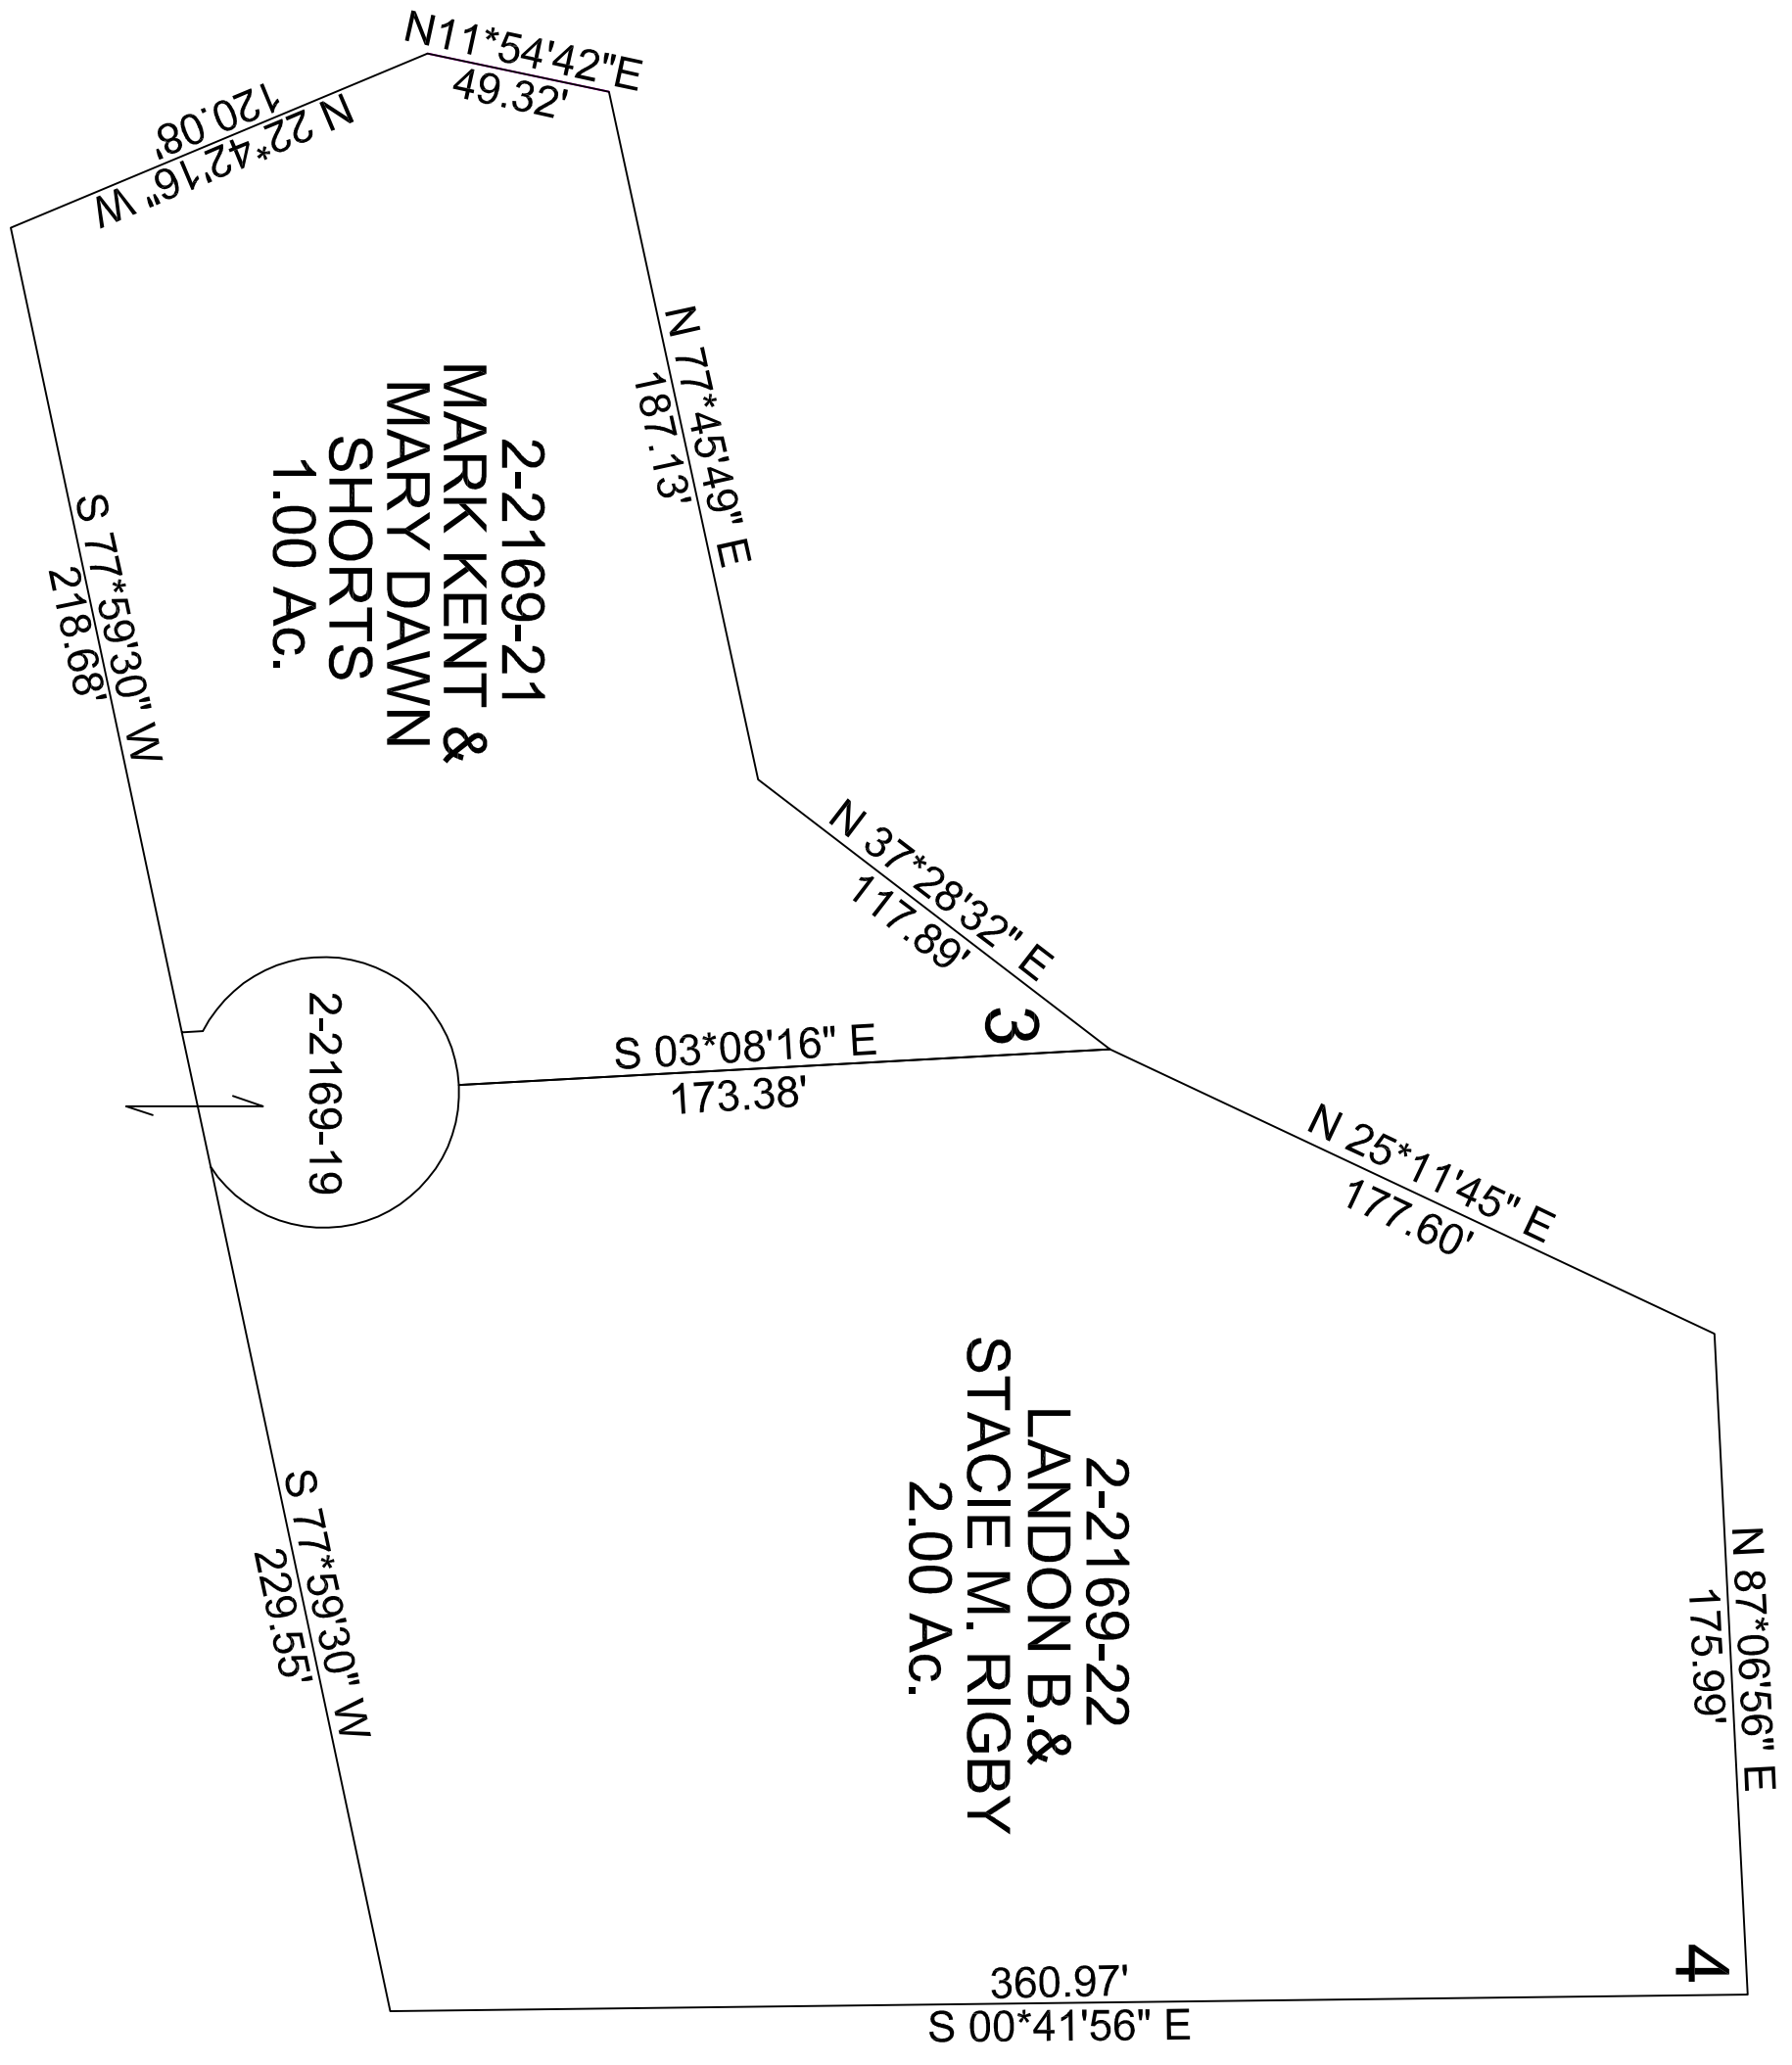 N11*54'42"E
49.32'
N 22*42'16" W
120.08'
N 77*45'49" E
187.13'
2-2169-21
MARK KENT &
MARY DAWN
SHORTS
1.00 Ac.
S 77*59'30" W
218.68'
N 37*28'32" E
117.89'
3
S 03*08'16" E
173.38'
2-2169-19
N 25*11'45" E
177.60'
2-2169-22
LANDON B.&
STACIE M. RIGBY
2.00 Ac.
N 87*06'56" E
175.99'
S 77*59'30" W
229.55'
4
360.97'
S 00*41'56" E